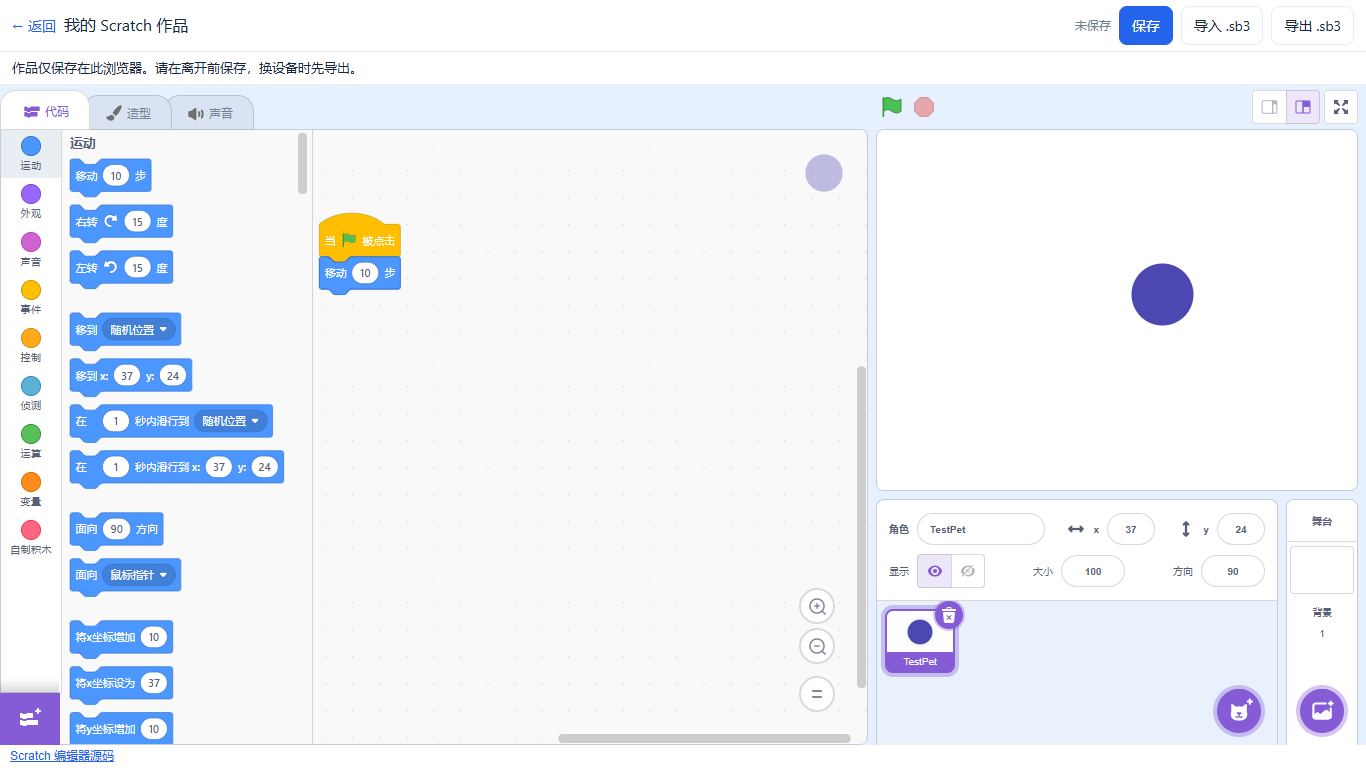 ← 返回 我的 Scratch 作品
未保存 保存 导入 .sb3 导出 .sb3
作品仅保存在此浏览器。请在离开前保存，换设备时先导出。
代码 造型 声音
运动
外观
声音
事件
控制
侦测
运算
变量
自制积木
运动
移动 10 步
右转 15 度
左转 15 度
移到 随机位置
移到 x: 37 y: 24
在 1 秒内滑行到 随机位置
在 1 秒内滑行到 x: 37 y: 24
面向 90 方向
面向 鼠标指针
将x坐标增加 10
将x坐标设为 37
将y坐标增加 10
当 被点击
移动 10 步
角色 TestPet x 37 y 24
显示 大小 100 方向 90
TestPet
舞台
背景
1
Scratch 编辑器源码